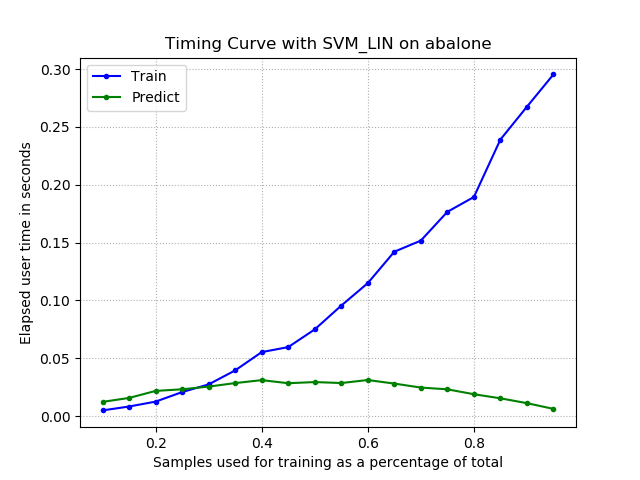 Timing Curve with SVM_LIN on abalone
Train
Predict
Elapsed user time in seconds
0.30
0.25
0.20
0.15
0.10
0.05
0.00
0.2 0.4 0.6 0.8
Samples used for training as a percentage of total